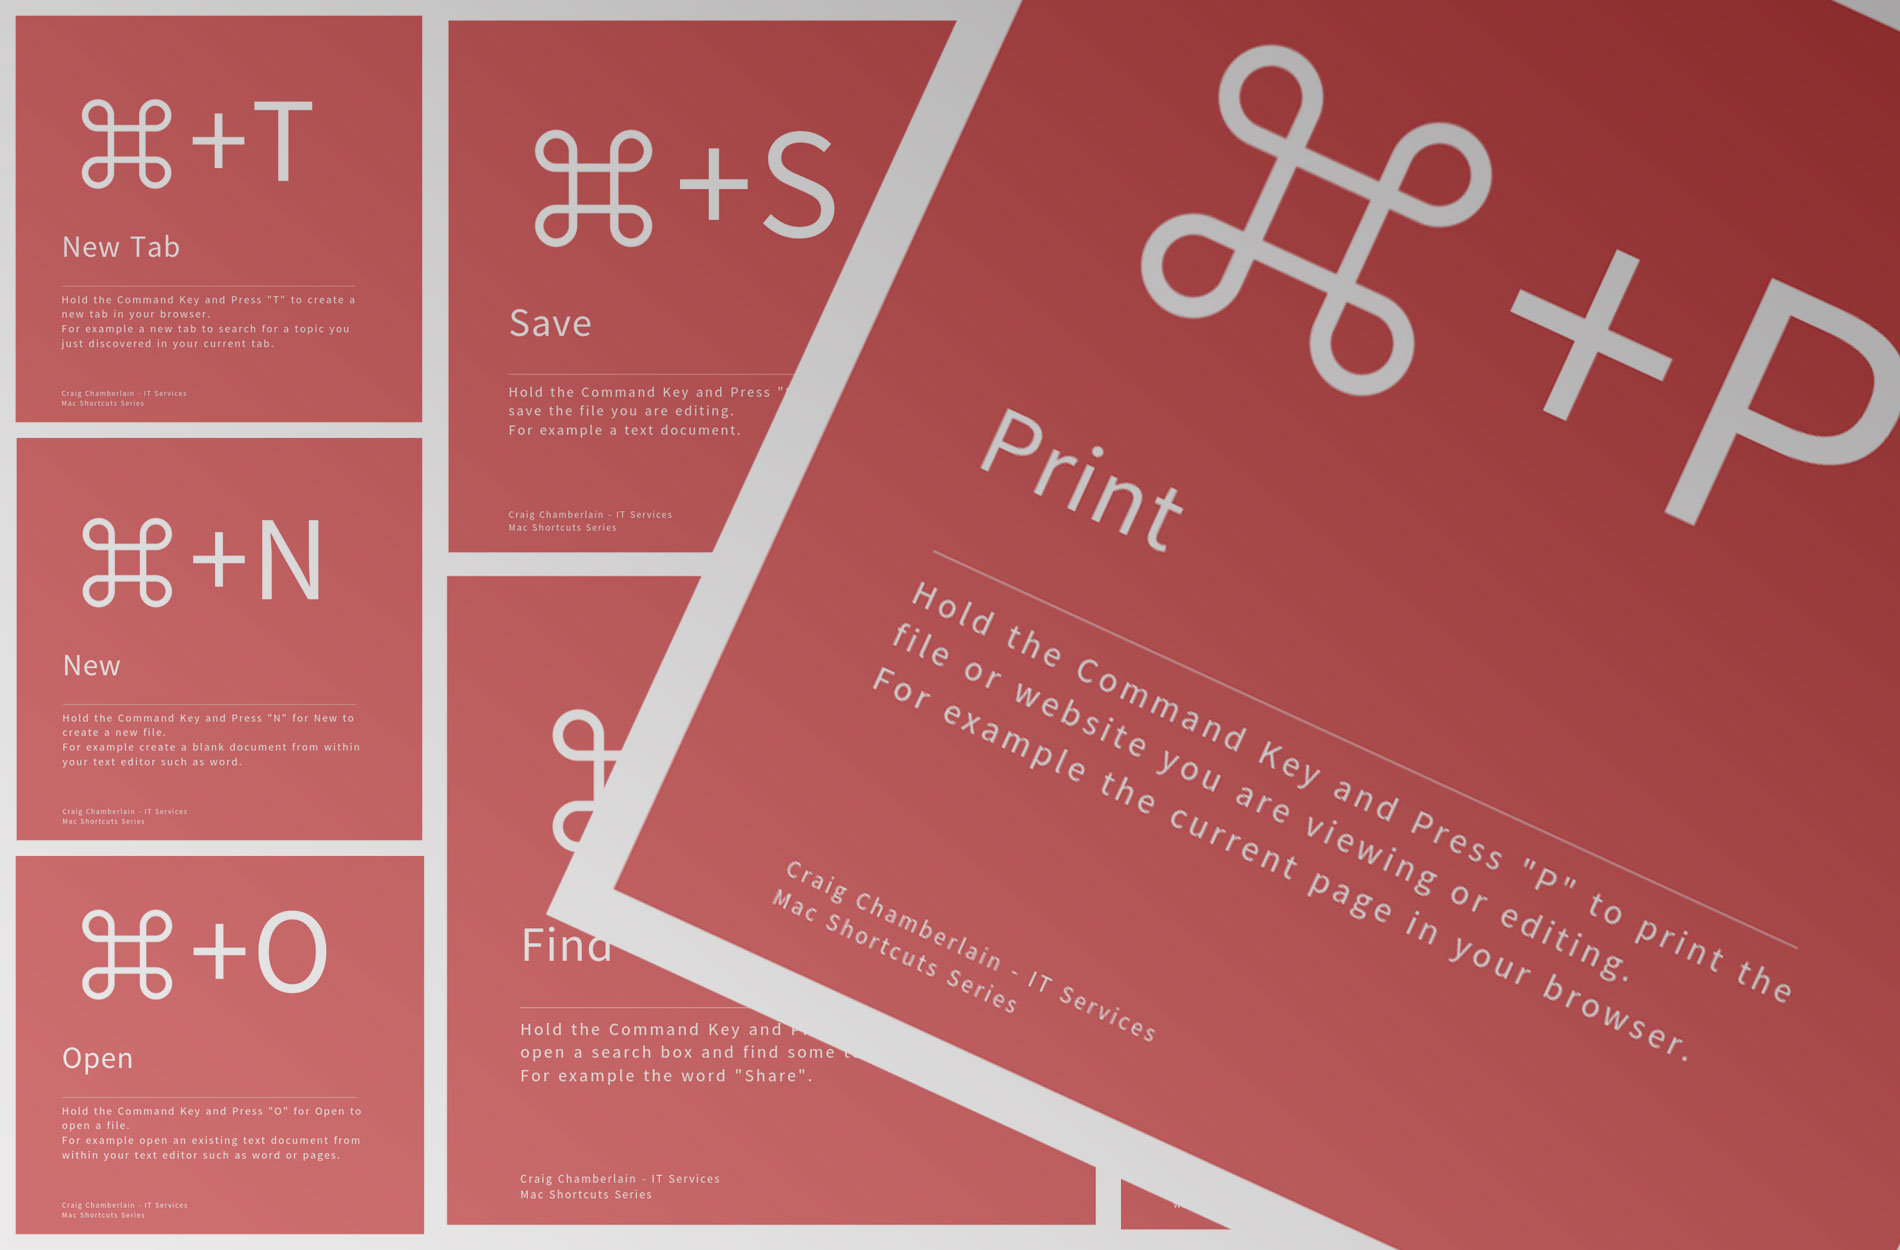 ⌘+T
New Tab
Hold the Command Key and Press "T" to create a
new tab in your browser.
For example a new tab to search for a topic you
just discovered in your current tab.
Craig Chamberlain - IT Services
Mac Shortcuts Series
⌘+N
New
Hold the Command Key and Press "N" for New to
create a new file.
For example create a blank document from within
your text editor such as word.
Craig Chamberlain - IT Services
Mac Shortcuts Series
⌘+O
Open
Hold the Command Key and Press "O" for Open to
open a file.
For example open an existing text document from
within your text editor such as word or pages.
Craig Chamberlain - IT Services
Mac Shortcuts Series
⌘+S
Save
Hold the Command Key and Press
save the file you are editing.
For example a text document.
Craig Chamberlain - IT Services
Mac Shortcuts Series
⌘
Find
Hold the Command Key and
open a search box and find some
For example the word "Share".
Craig Chamberlain - IT Services
Mac Shortcuts Series
⌘+P
Print
Hold the Command Key and Press "P" to print the
file or website you are viewing or editing.
For example the current page in your browser.
Craig Chamberlain - IT Services
Mac Shortcuts Series